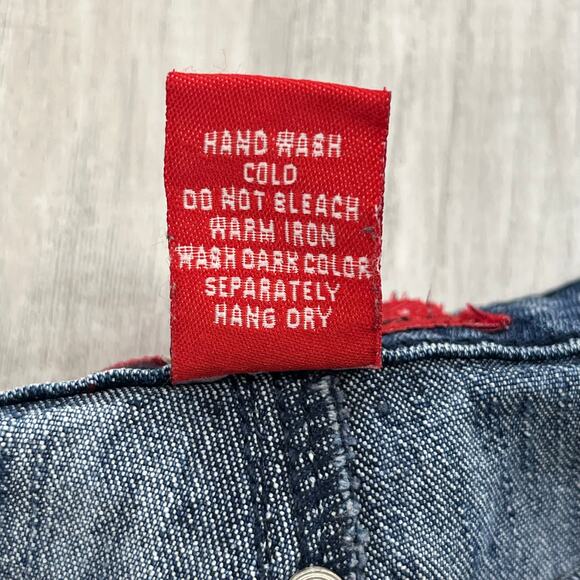 HAND WASH
COLD
DO NOT BLEACH
WARM IRON
WASH DARK COLOR
SEPARATELY
HANG DRY